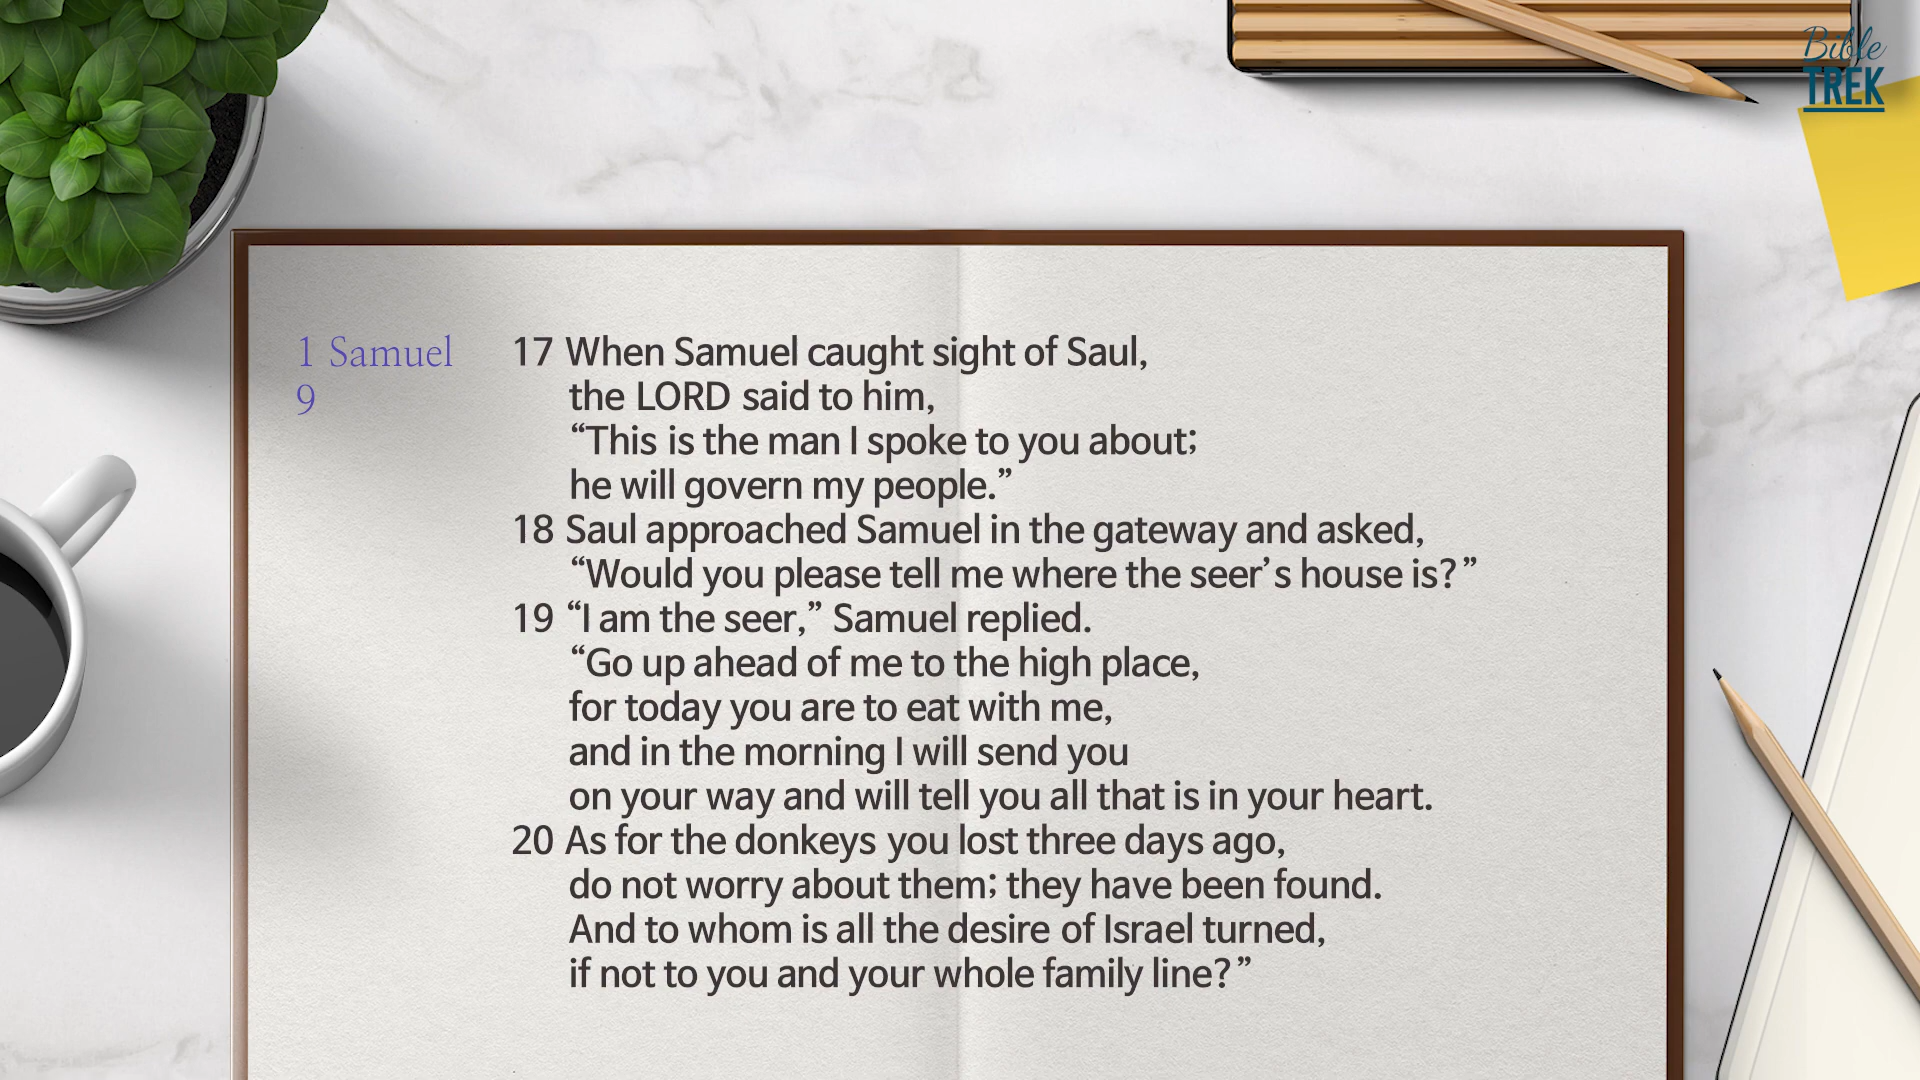 Bible
TREK
1 Samuel
9
17 When Samuel caught sight of Saul,
the LORD said to him,
“This is the man I spoke to you about;
he will govern my people.”
18 Saul approached Samuel in the gateway and asked,
“Would you please tell me where the seer’s house is?”
19 “I am the seer,” Samuel replied.
“Go up ahead of me to the high place,
for today you are to eat with me,
and in the morning I will send you
on your way and will tell you all that is in your heart.
20 As for the donkeys you lost three days ago,
do not worry about them; they have been found.
And to whom is all the desire of Israel turned,
if not to you and your whole family line?”